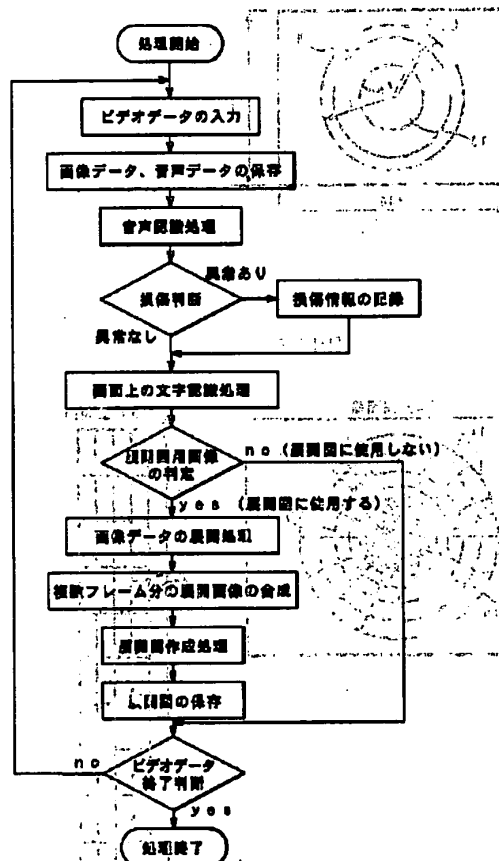 処理開始
ビデオデータの入力
画像データ、音声データの保存
音声認識処理
異常あり
損傷判断
損傷情報の記録
異常なし
画面上の文字認識処理
展開図用画像
の判定
no (展開図に使用しない)
yes (展開図に使用する)
画像データの展開処理
複数フレーム分の展開画像の合成
展開図作成処理
展開図の保存
no
ビデオデータ
終了判断
yes
処理終了